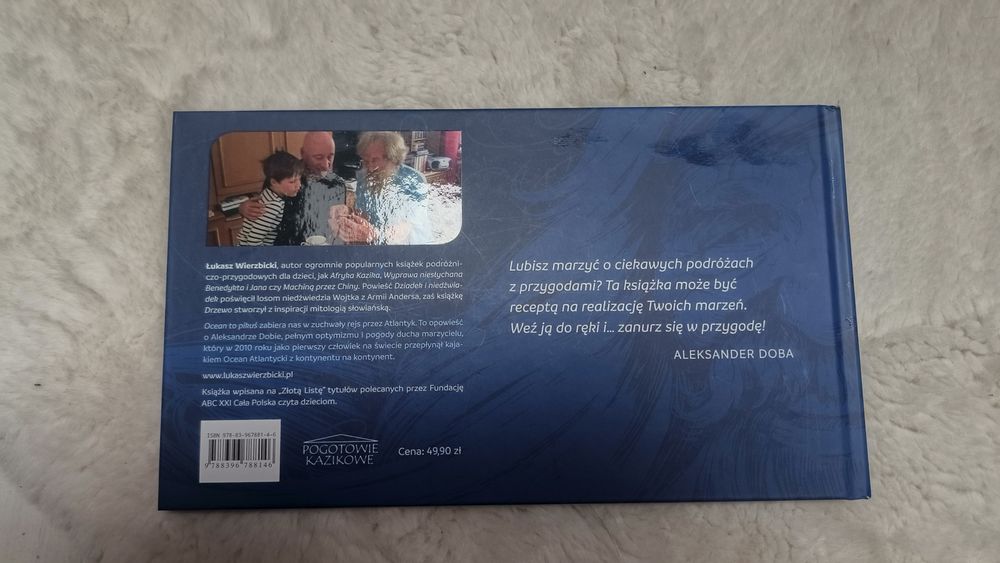 Łukasz Wierzbicki, autor ogromnie popularnych książek podróżni-
czo-przygodowych dla dzieci, jak Afryka Kazika, Wyprawa niesłychana
Benedykta i Jana czy Machiną przez Chiny. Powieść Dziadek i niedźwia-
dek poświęcił losom niedźwiedzia Wojtka z Armii Andersa, zaś książkę
Drzewo stworzył z inspiracji mitologią słowiańską.
Ocean to pikuś zabiera nas w zuchwały rejs przez Atlantyk. To opowieść
o Aleksandrze Dobie, pełnym optymizmu i pogody ducha marzycielu,
który w 2010 roku jako pierwszy człowiek na świecie przepłynął kaja-
kiem Ocean Atlantycki z kontynentu na kontynent.
www.lukaszwierzbicki.pl
Książka wpisana na „Złotą Listę” tytułów polecanych przez Fundację
ABC XXI Cała Polska czyta dzieciom.
ISBN 978-83-967881-4-6
9 788396 788146
POGOTOWIE
KAZIKOWE
Cena: 49,90 zł
Lubisz marzyć o ciekawych podróżach
z przygodami? Ta książka może być
receptą na realizację Twoich marzeń.
Weź ją do ręki i... zanurz się w przygodę!
ALEKSANDER DOBA